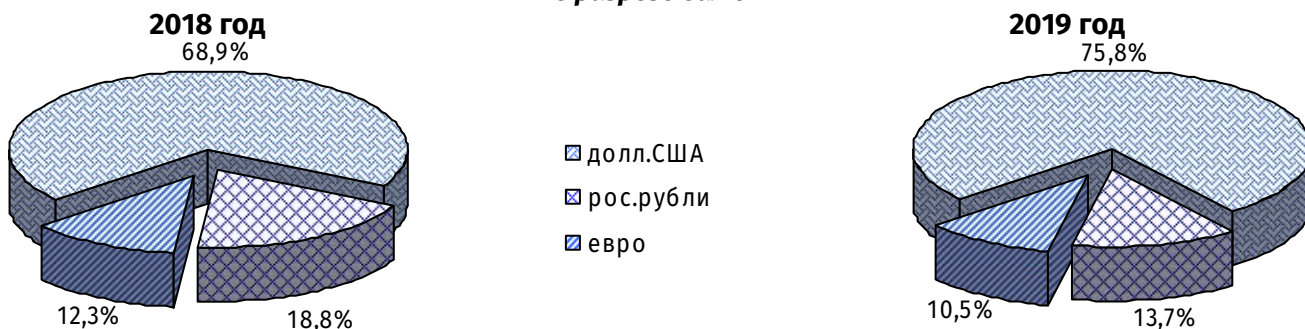 2018 год
68,9%
12,3%
18,8%
долл.США
рос.рубли
евро
2019 год
75,8%
10,5%
13,7%